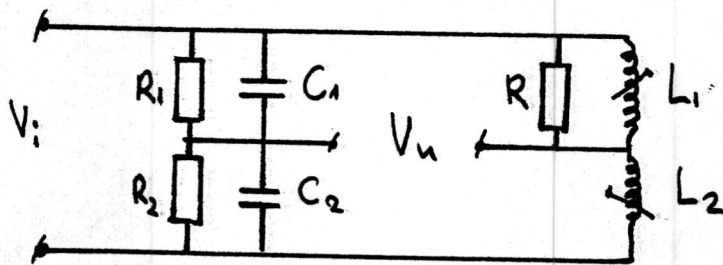 R₁ C₁ R L₁
Vᵢ Vᵤ
R₂ C₂ L₂